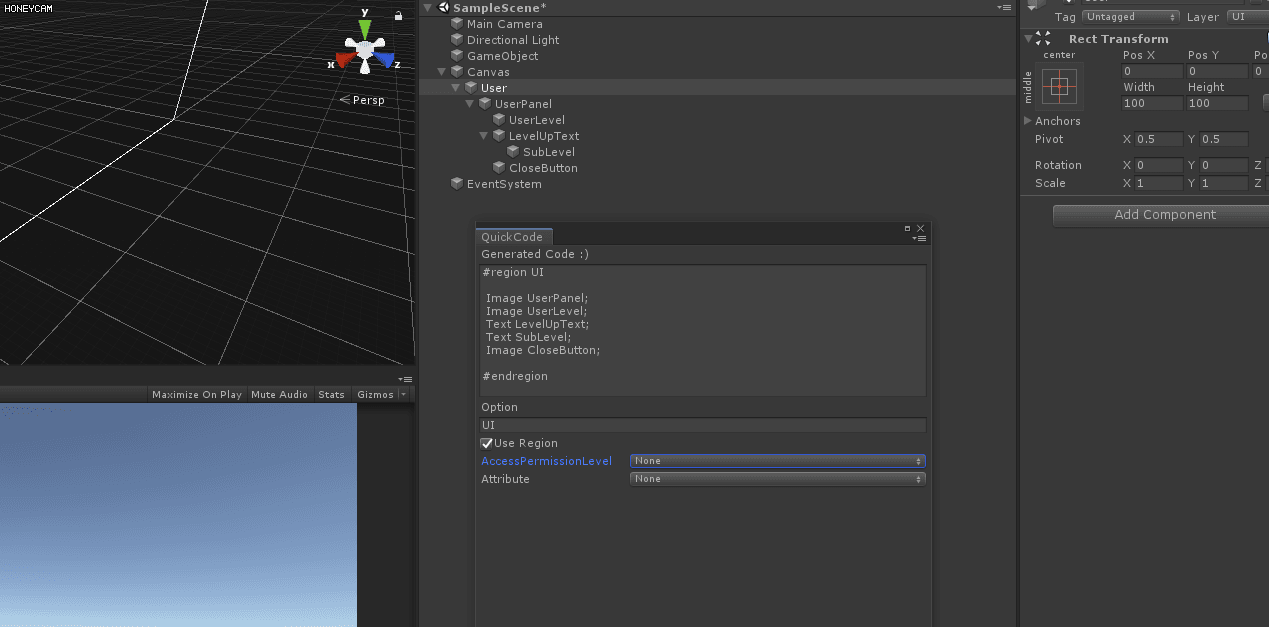 HONEYCAM
y
x
z
Persp
Maximize On Play Mute Audio Stats Gizmos
SampleScene*
Main Camera
Directional Light
GameObject
Canvas
User
UserPanel
UserLevel
LevelUpText
SubLevel
CloseButton
EventSystem
QuickCode
Generated Code :)
#region UI
Image UserPanel;
Image UserLevel;
Text LevelUpText;
Text SubLevel;
Image CloseButton;
#endregion
Option
UI
Use Region
AccessPermissionLevel None
Attribute None
Tag Untagged Layer UI
Rect Transform
center Pos X Pos Y Po
middle
0 0 0
Width Height
100 100
Anchors
Pivot X 0.5 Y 0.5
Rotation X 0 Y 0 Z
Scale X 1 Y 1 Z
Add Component